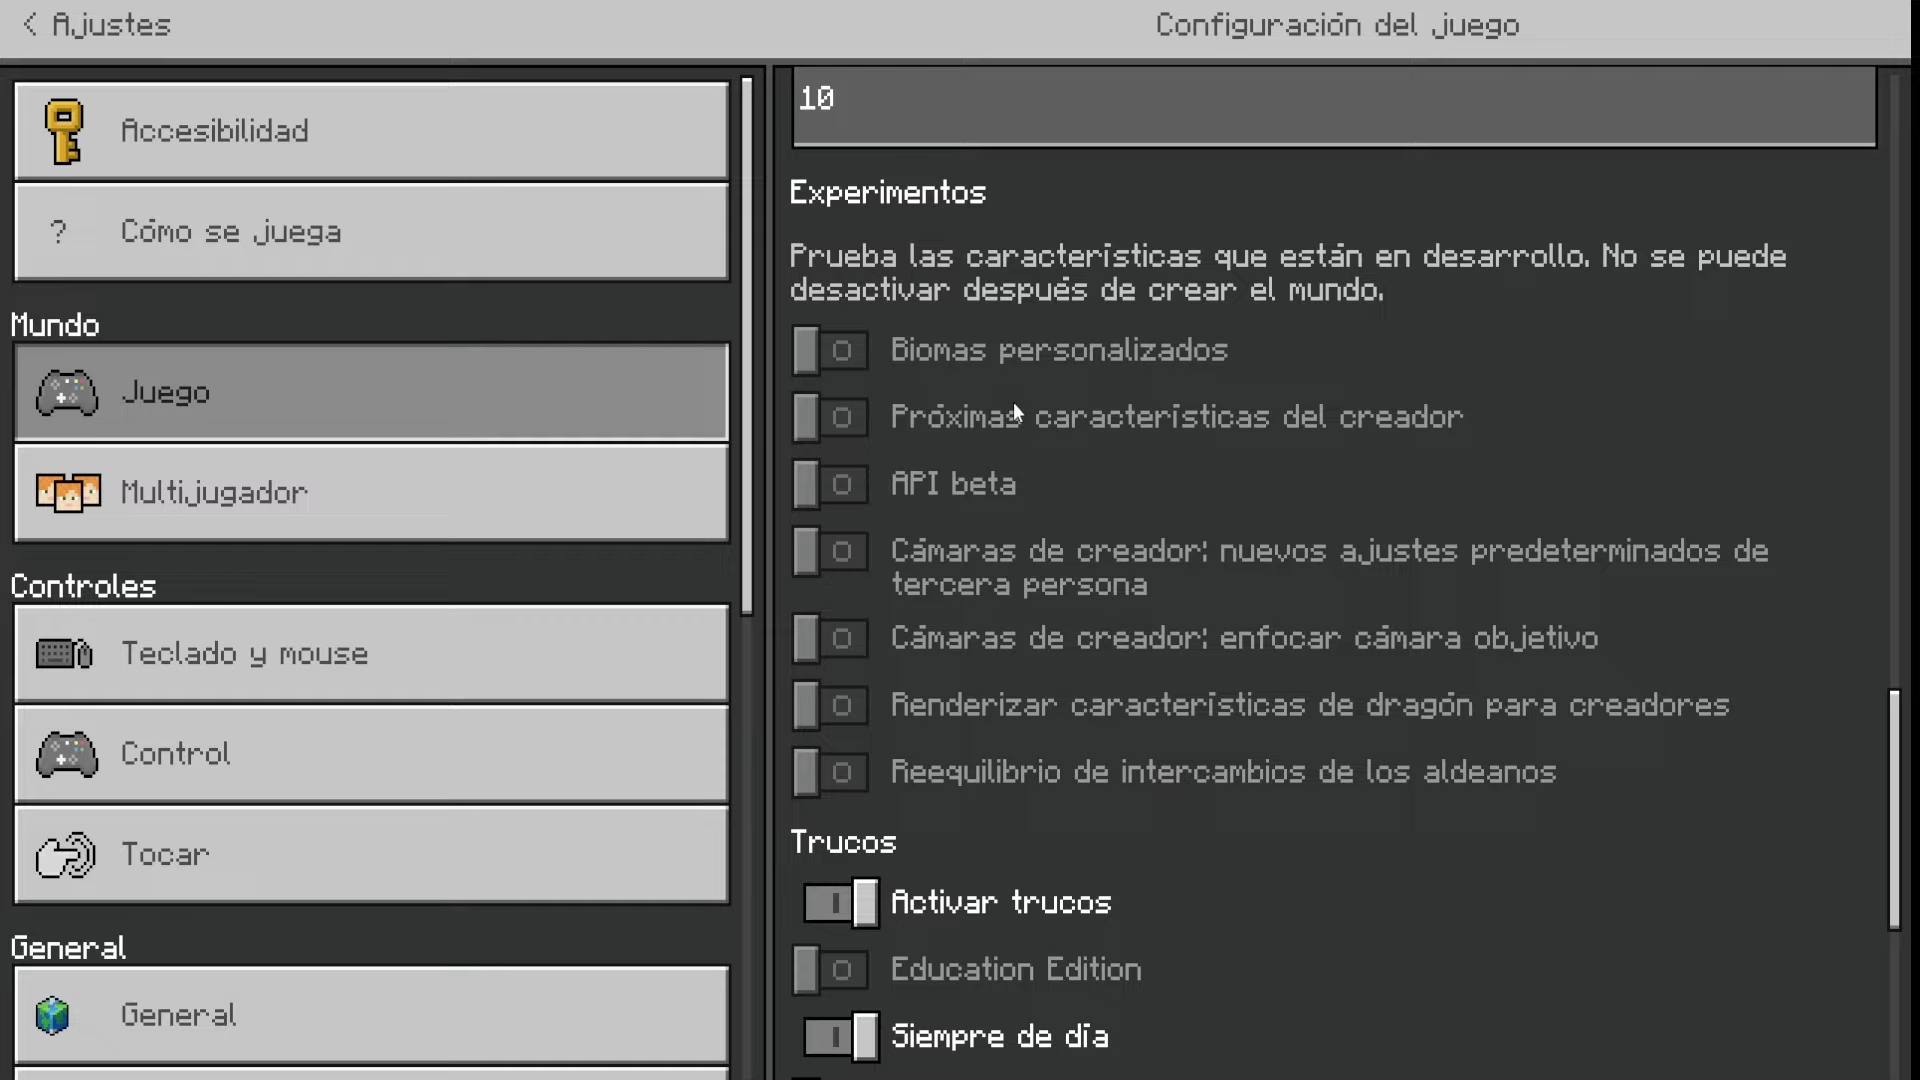 < Ajustes
Configuración del juego
Accesibilidad
? Cómo se juega
Mundo
Juego
Multijugador
Controles
Teclado y mouse
Control
Tocar
General
General
10
Experimentos
Prueba las características que están en desarrollo. No se puede
desactivar después de crear el mundo.
Biomas personalizados
Próximas características del creador
API beta
Cámaras de creador: nuevos ajustes predeterminados de
tercera persona
Cámaras de creador: enfocar cámara objetivo
Renderizar características de dragón para creadores
Reequilibrio de intercambios de los aldeanos
Trucos
Activar trucos
Education Edition
Siempre de día